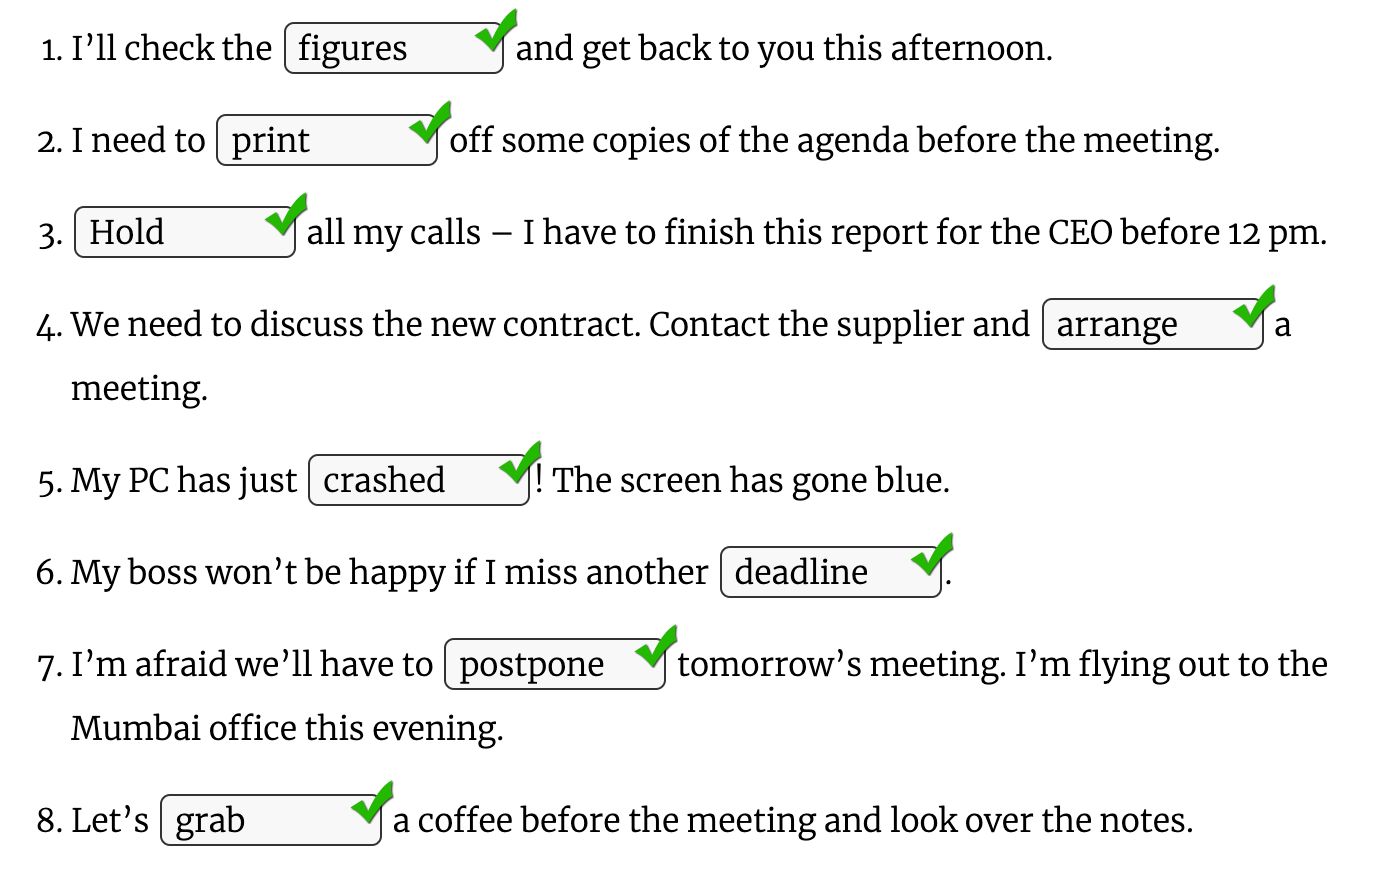 1. I’ll check the figures and get back to you this afternoon.
2. I need to print off some copies of the agenda before the meeting.
3. Hold all my calls – I have to finish this report for the CEO before 12 pm.
4. We need to discuss the new contract. Contact the supplier and arrange a
meeting.
5. My PC has just crashed! The screen has gone blue.
6. My boss won’t be happy if I miss another deadline.
7. I’m afraid we’ll have to postpone tomorrow’s meeting. I’m flying out to the
Mumbai office this evening.
8. Let’s grab a coffee before the meeting and look over the notes.